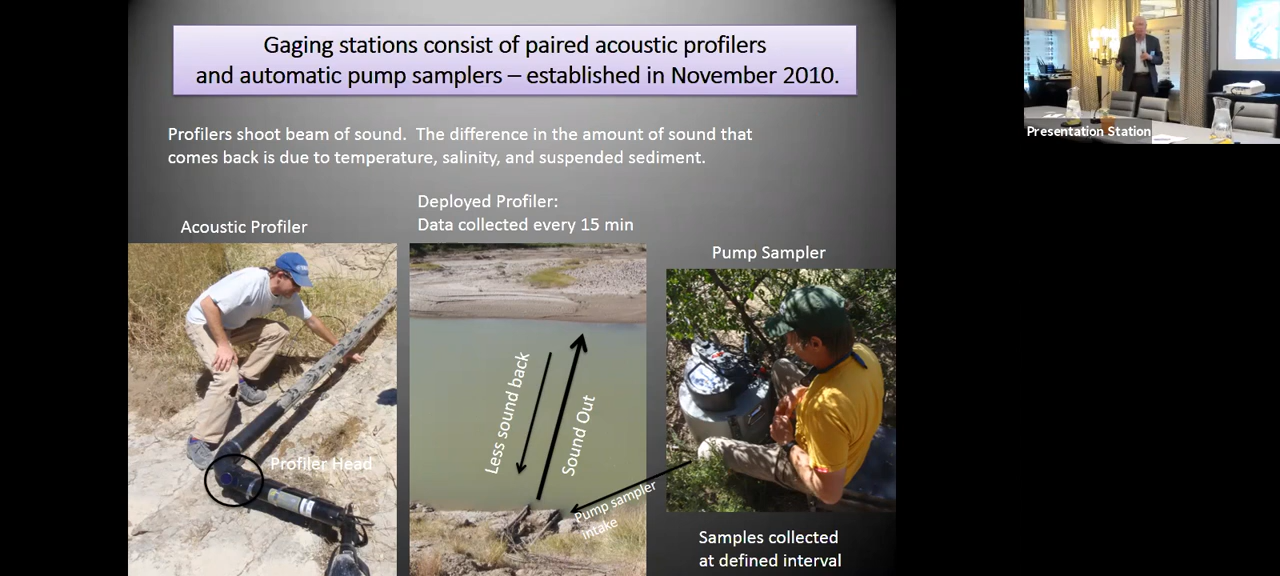 Gaging stations consist of paired acoustic profilers
and automatic pump samplers – established in November 2010.
Profilers shoot beam of sound.  The difference in the amount of sound that
comes back is due to temperature, salinity, and suspended sediment.
Acoustic Profiler
Deployed Profiler:
Data collected every 15 min
Pump Sampler
Profiler Head
Less sound back
Sound Out
Pump sampler
intake
Samples collected
at defined interval
Presentation Station